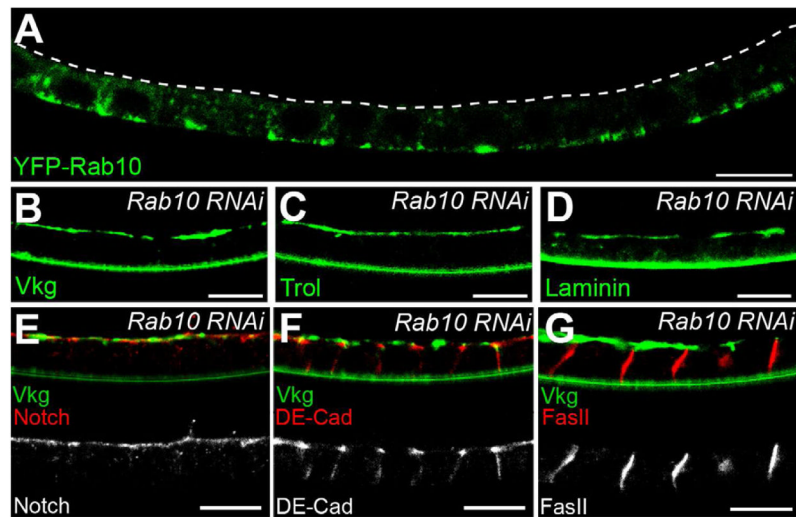 A
YFP-Rab10
B Rab10 RNAi
Vkg
C Rab10 RNAi
Trol
D Rab10 RNAi
Laminin
E Rab10 RNAi
Vkg
Notch
Notch
F Rab10 RNAi
Vkg
DE-Cad
DE-Cad
G Rab10 RNAi
Vkg
FasII
FasII